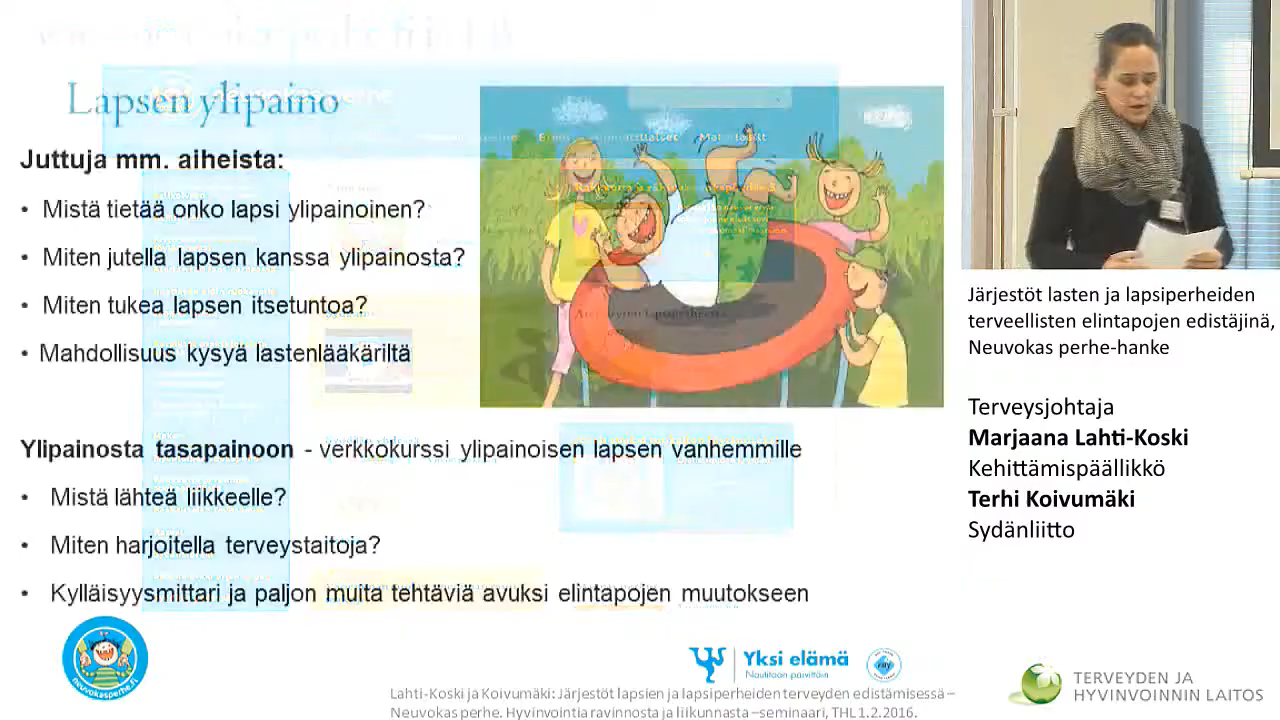 Lapsen ylipaino
Juttuja mm. aiheista:
• Mistä tietää onko lapsi ylipainoinen?
• Miten jutella lapsen kanssa ylipainosta?
• Miten tukea lapsen itsetuntoa?
• Mahdollisuus kysyä lastenlääkäriltä
Ylipainosta tasapainoon - verkkokurssi ylipainoisen lapsen vanhemmille
• Mistä lähteä liikkeelle?
• Miten harjoitella terveystaitoja?
• Kylläisyysmittari ja paljon muita tehtäviä avuksi elintapojen muutokseen
neuvokasperhe.fi
Yksi elämä
Nautitaan päivittäin
Lahti-Koski ja Koivumäki: Järjestöt lapsien ja lapsiperheiden terveyden edistämisessä –
Neuvokas perhe. Hyvinvointia ravinnosta ja liikunnasta –seminaari, THL 1.2.2016.
Järjestöt lasten ja lapsiperheiden
terveellisten elintapojen edistäjinä,
Neuvokas perhe-hanke
Terveysjohtaja
Marjaana Lahti-Koski
Kehittämispäällikkö
Terhi Koivumäki
Sydänliitto
TERVEYDEN JA
HYVINVOINNIN LAITOS